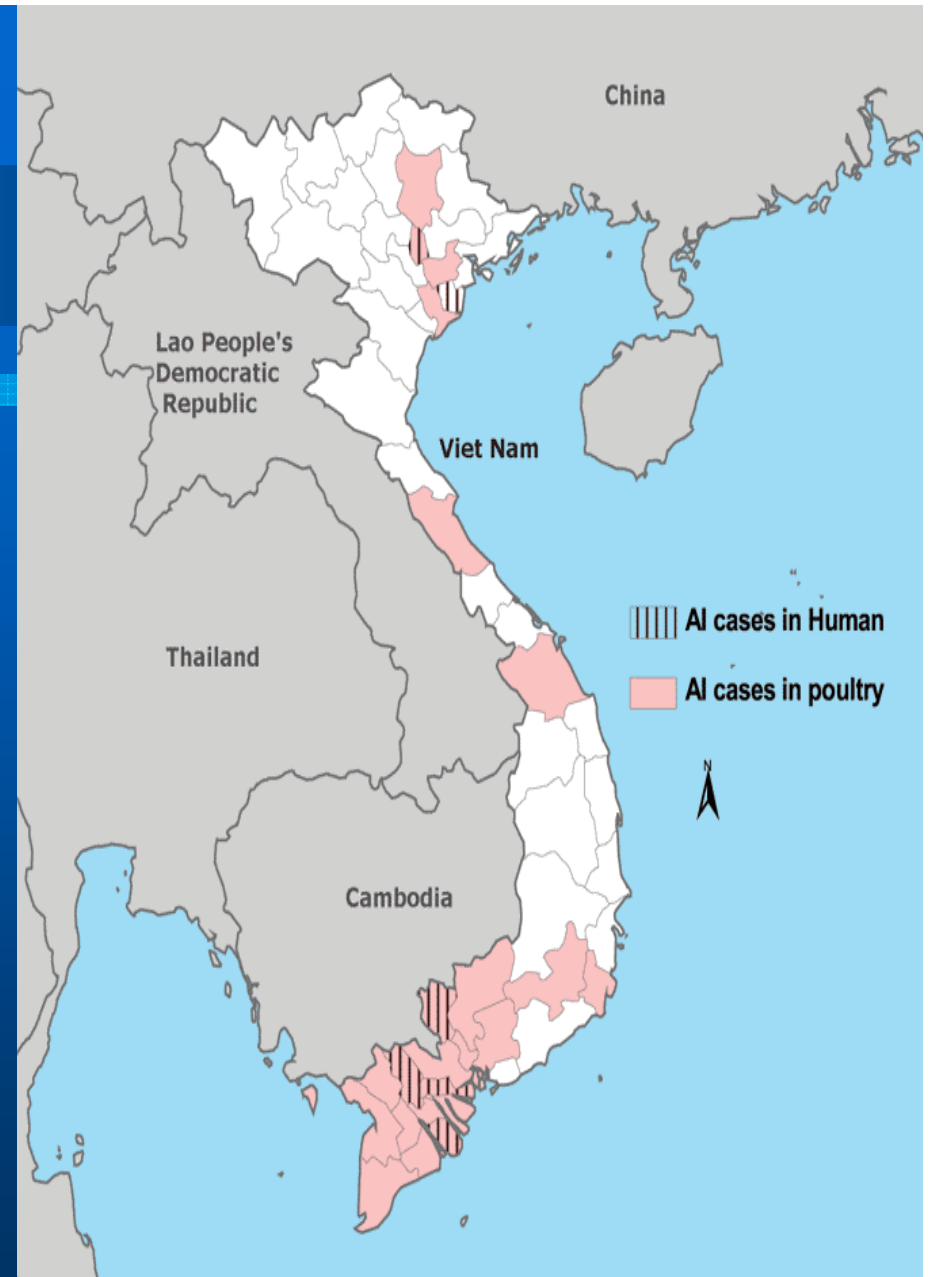 China
Lao People's
Democratic
Republic
Viet Nam
AI cases in Human
Thailand
AI cases in poultry
N
Cambodia